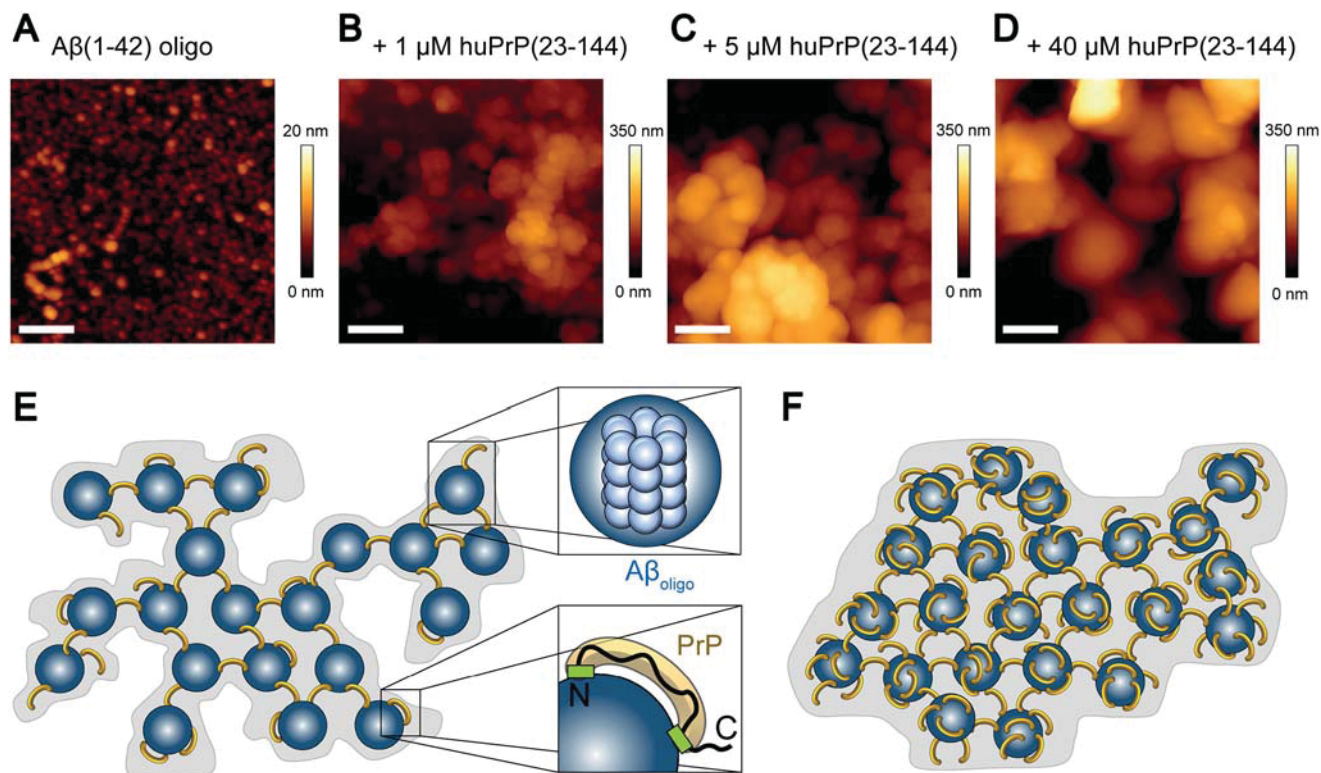 A
Aβ(1-42) oligo
20 nm
0 nm
B
+ 1 µM huPrP(23-144)
350 nm
0 nm
C
+ 5 µM huPrP(23-144)
350 nm
0 nm
D
+ 40 µM huPrP(23-144)
350 nm
0 nm
E
Aβoligo
PrP
N
C
F